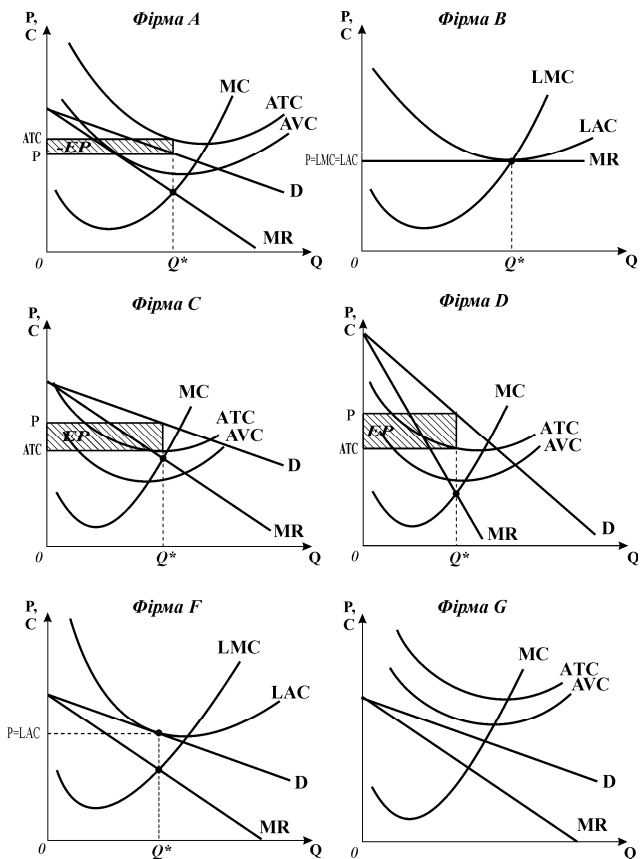 Фірма A
P,
C
MC
ATC
AVC
ATC
-EP
P
D
MR
0
Q*
Q
Фірма B
P,
C
LMC
LAC
P=LMC=LAC
MR
0
Q*
Q
Фірма C
P,
C
MC
P
ATC
AVC
EP
ATC
D
MR
0
Q*
Q
Фірма D
P,
C
MC
P
EP
ATC
AVC
ATC
MR
D
0
Q*
Q
Фірма F
P,
C
LMC
LAC
P=LAC
D
MR
0
Q*
Q
Фірма G
P,
C
MC
ATC
AVC
D
MR
0
Q